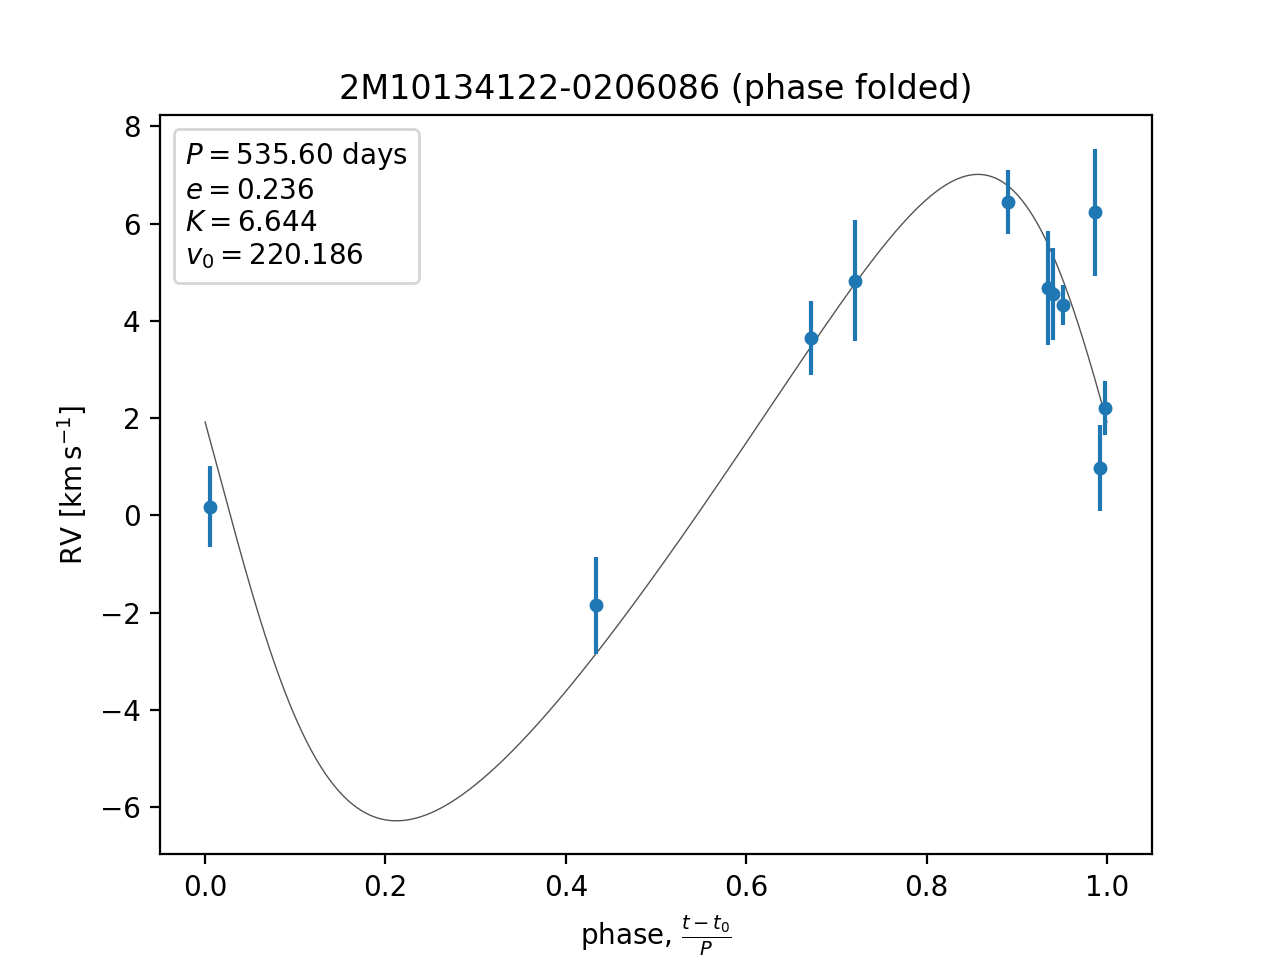 2M10134122-0206086 (phase folded)
P = 535.60 days
e = 0.236
K = 6.644
v₀ = 220.186
8
6
4
2
0
−2
−4
−6
RV [km s⁻¹]
0.0 0.2 0.4 0.6 0.8 1.0
phase, (t − t₀)/P